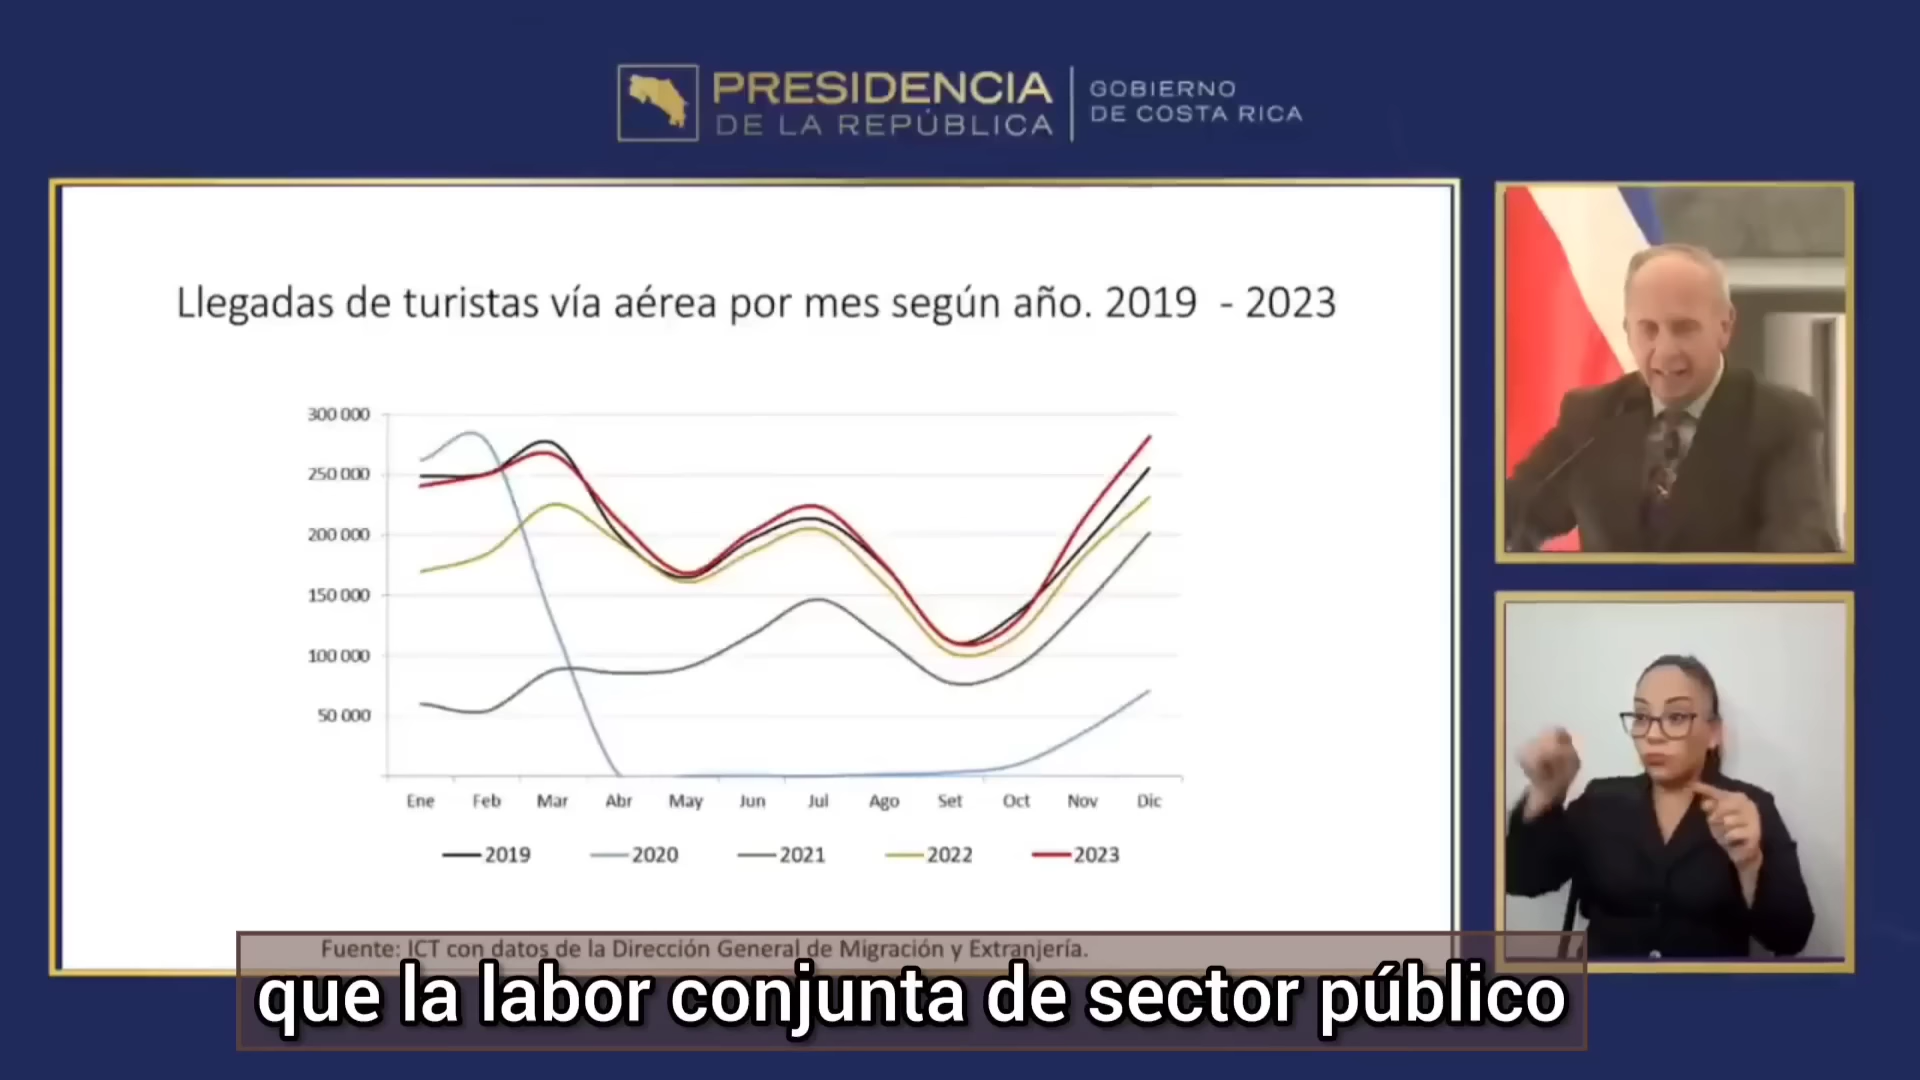 PRESIDENCIA
DE LA REPÚBLICA
GOBIERNO
DE COSTA RICA
Llegadas de turistas vía aérea por mes según año. 2019 - 2023
300 000
250 000
200 000
150 000
100 000
50 000
Ene Feb Mar Abr May Jun Jul Ago Set Oct Nov Dic
2019 2020 2021 2022 2023
Fuente: ICT con datos de la Dirección General de Migración y Extranjería.
que la labor conjunta de sector público